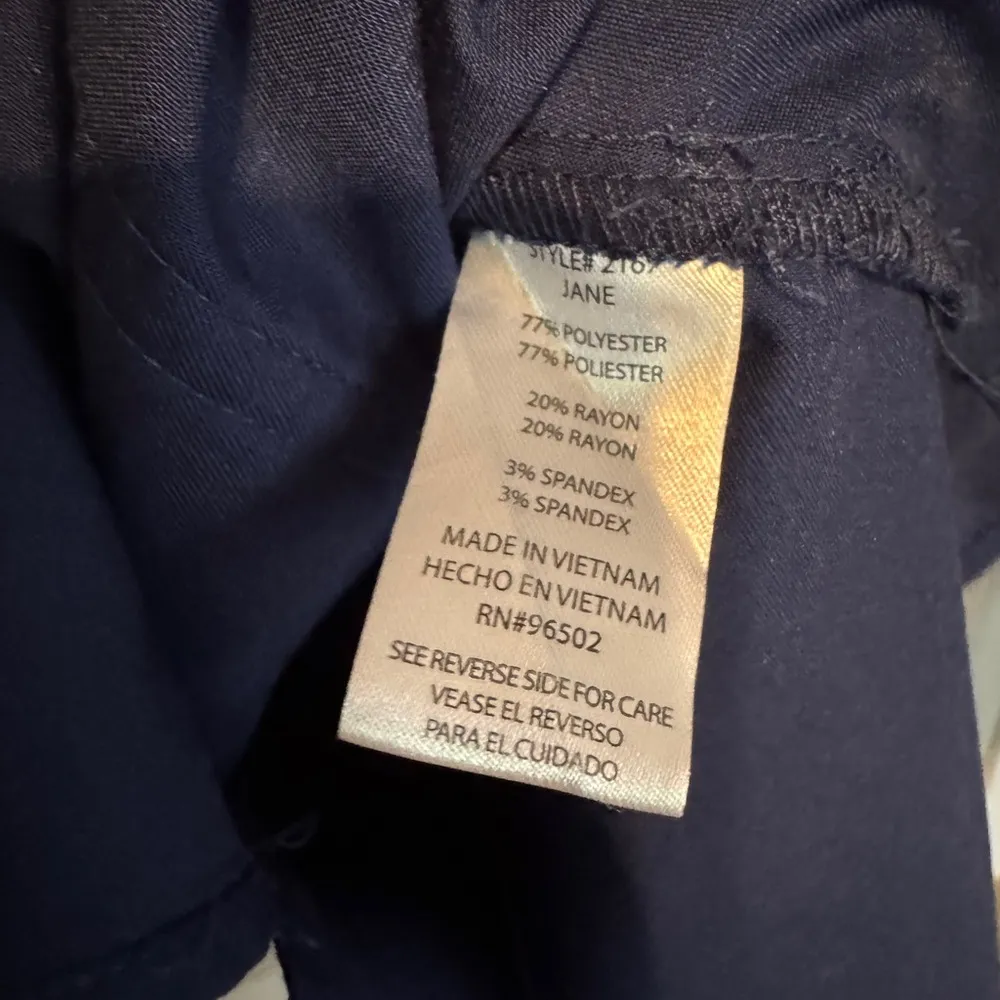 STYLE#
JANE
77% POLYESTER
77% POLIESTER
20% RAYON
20% RAYON
3% SPANDEX
3% SPANDEX
MADE IN VIETNAM
HECHO EN VIETNAM
RN#96502
SEE REVERSE SIDE FOR CARE
VEASE EL REVERSO
PARA EL CUIDADO